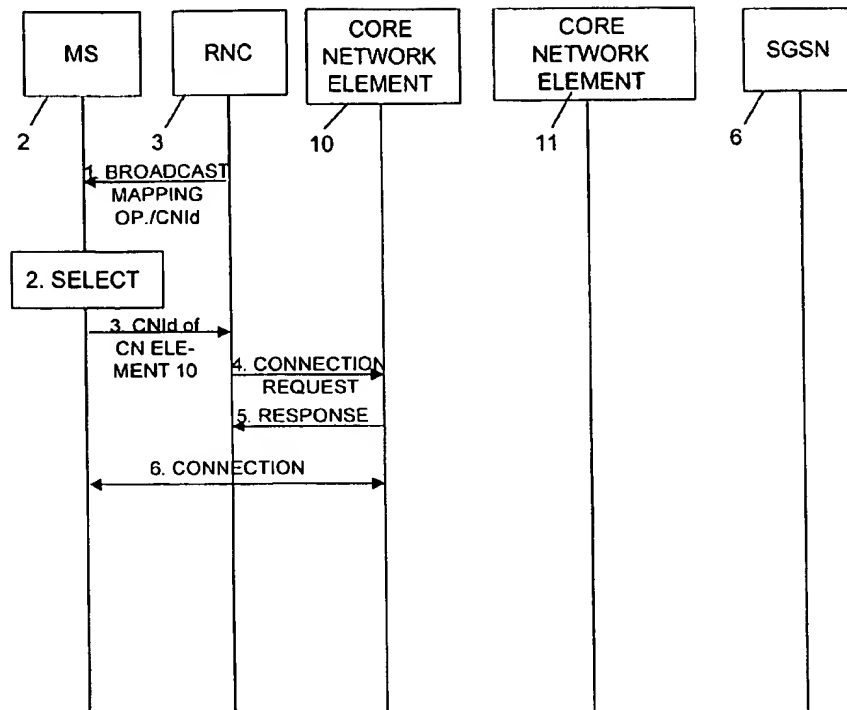 MS
RNC
CORE
NETWORK
ELEMENT
CORE
NETWORK
ELEMENT
SGSN
2
3
10
11
6
1. BROADCAST
MAPPING
OP./CNId
2. SELECT
3. CNId of
CN ELE-
MENT 10
4. CONNECTION
REQUEST
5. RESPONSE
6. CONNECTION